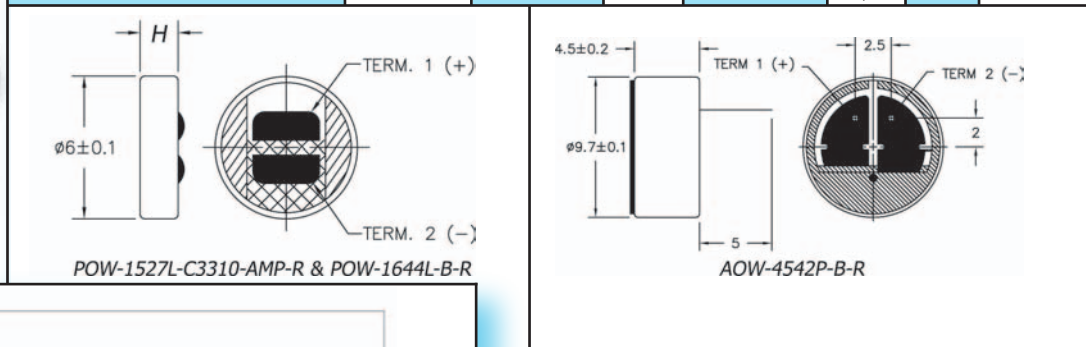 H
TERM. 1 (+)
ø6±0.1
TERM. 2 (−)
POW-1527L-C3310-AMP-R & POW-1644L-B-R
4.5±0.2
2.5
TERM 1 (+)
TERM 2 (−)
ø9.7±0.1
2
5
AOW-4542P-B-R